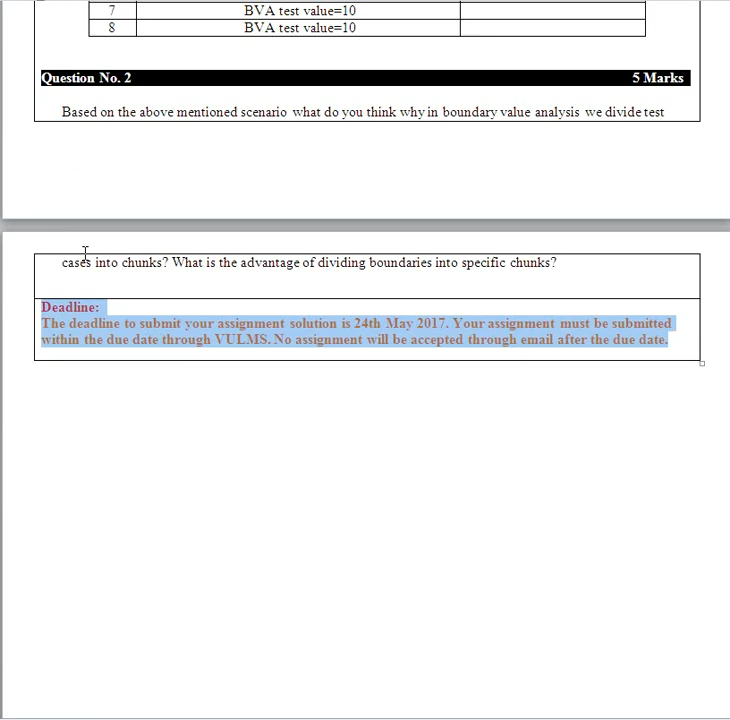 7 BVA test value=10
8 BVA test value=10
Question No. 2 5 Marks
Based on the above mentioned scenario what do you think why in boundary value analysis we divide test
cases into chunks? What is the advantage of dividing boundaries into specific chunks?
Deadline:
The deadline to submit your assignment solution is 24th May 2017. Your assignment must be submitted
within the due date through VULMS. No assignment will be accepted through email after the due date.